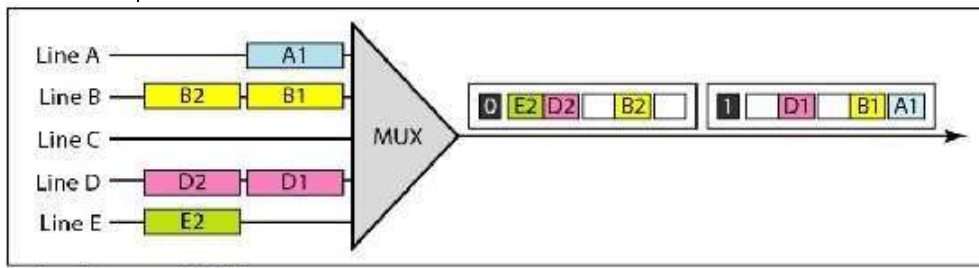 Line A A1
Line B B2 B1
Line C
Line D D2 D1
Line E E2
MUX
0 E2 D2 B2
1 D1 B1 A1